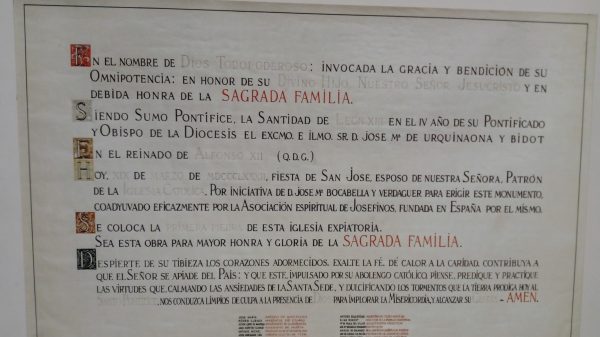 EN EL NOMBRE DE DIOS TODOPODEROSO: INVOCADA LA GRACIA Y BENDICION DE SU
OMNIPOTENCIA: EN HONOR DE SU DIVINO HIJO, NUESTRO SEÑOR JESUCRISTO Y EN
DEBIDA HONRA DE LA SAGRADA FAMILIA.
SIENDO SUMO PONTÍFICE, LA SANTIDAD DE LEON XIII EN EL IV AÑO DE SU PONTIFICADO
Y OBISPO DE LA DIOCESIS EL EXCMO. E ILMO. SR. D. JOSE Mª DE URQUINAONA Y BIDOT
EN EL REINADO DE ALFONSO XII (Q.D.G.)
HOY, XIX DE MARZO DE MDCCCLXXXII, FIESTA DE SAN JOSE, ESPOSO DE NUESTRA SEÑORA, PATRÓN
DE LA IGLESIA CATOLICA. POR INICIATIVA DE D. JOSE Mª BOCABELLA Y VERDAGUER PARA ERIGIR ESTE MONUMENTO,
COADYUVADO EFICAZMENTE POR LA ASOCIACIÓN ESPIRITUAL DE JOSEFINOS, FUNDADA EN ESPAÑA POR EL MISMO.
SE COLOCA LA PRIMERA PIEDRA DE ESTA IGLESIA EXPIATORIA.
SEA ESTA OBRA PARA MAYOR HONRA Y GLORIA DE LA SAGRADA FAMILIA.
DESPIERTE DE SU TIBIEZA LOS CORAZONES ADORMECIDOS. EXALTE LA FÉ. DÉ CALOR A LA CARIDAD. CONTRIBUYA A
QUE EL SEÑOR SE APIADE DEL PAIS: Y QUE ESTE, IMPULSADO POR SU ABOLENGO CATÓLICO, PIENSE, PREDIQUE Y PRACTIQUE
LAS VIRTUDES QUE, CALMANDO LAS ANSIEDADES DE LA SANTA SEDE, Y DULCIFICANDO LOS TORMENTOS QUE LA TIERRA PRODIGA HOY AL
NOS CONDUZCA LIMPIOS DE CULPA A LA PRESENCIA DE PARA IMPLORAR LA MISERICORDIA, Y ALCANZAR SU - AMEN.